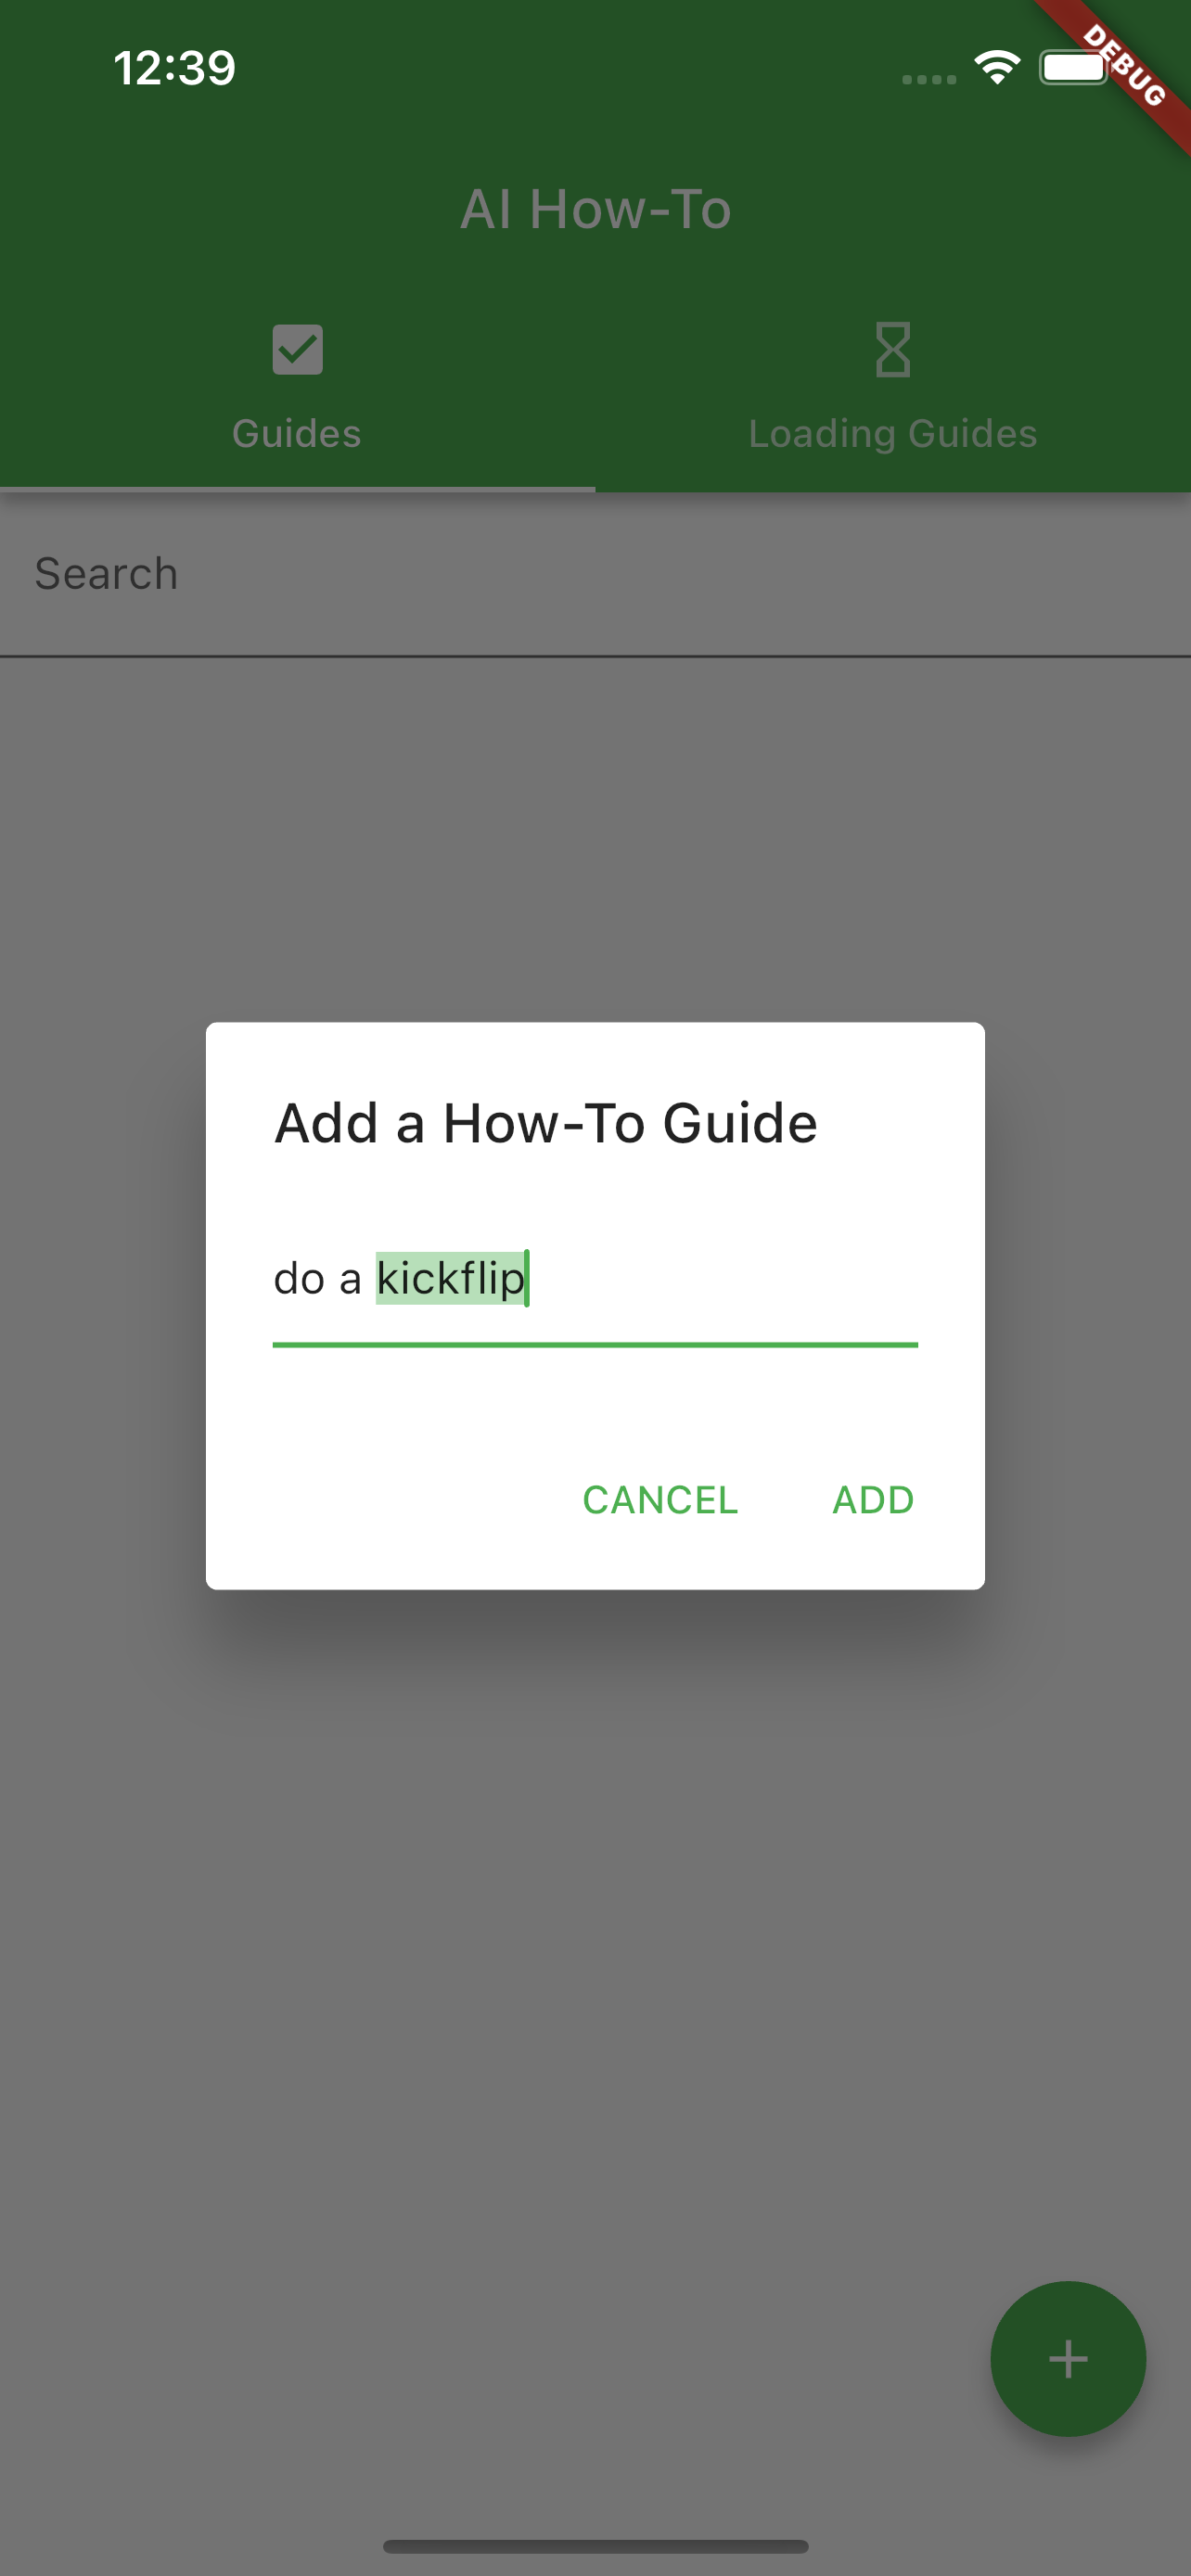 12:39
DEBUG
AI How-To
Guides
Loading Guides
Search
Add a How-To Guide
do a kickflip
CANCEL ADD